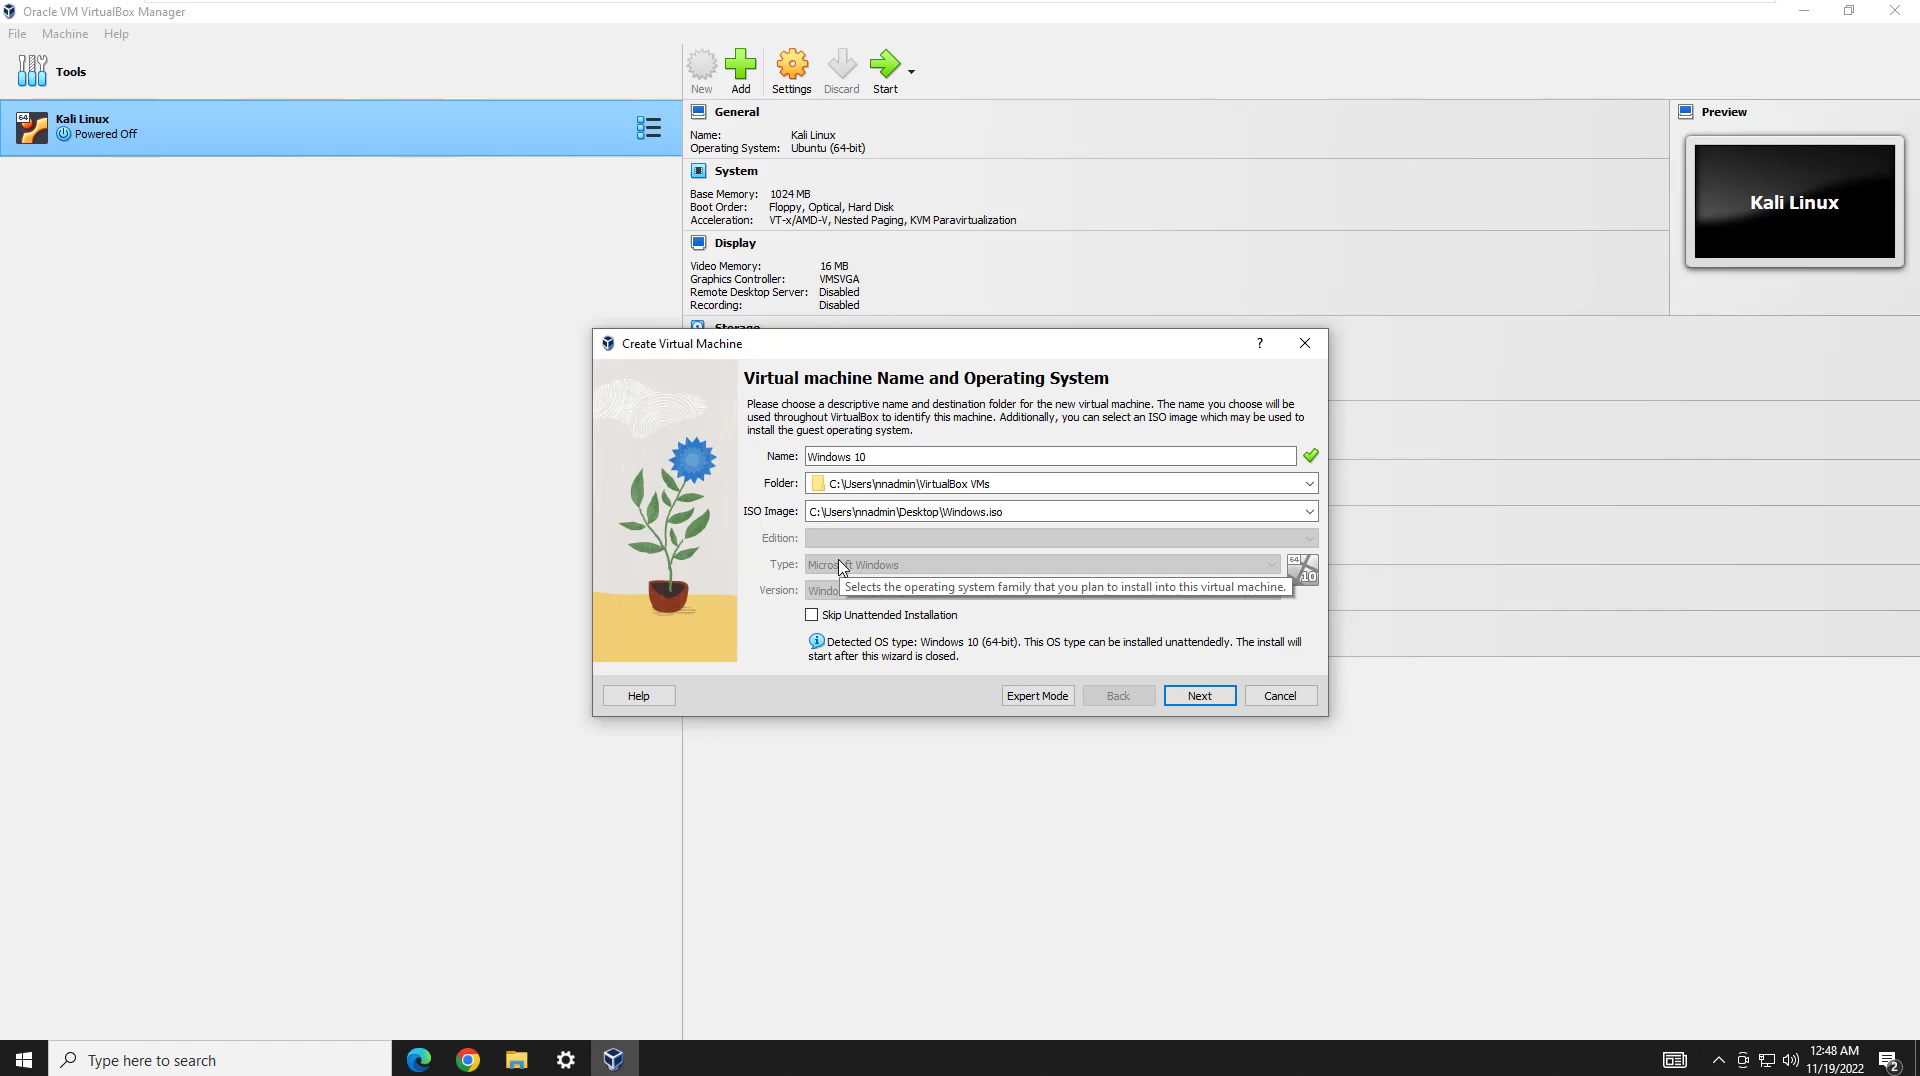 Oracle VM VirtualBox Manager
File Machine Help
Tools
New Add Settings Discard Start
64
Kali Linux
Powered Off
General
Name: Kali Linux
Operating System: Ubuntu (64-bit)
System
Base Memory: 1024 MB
Boot Order: Floppy, Optical, Hard Disk
Acceleration: VT-x/AMD-V, Nested Paging, KVM Paravirtualization
Display
Video Memory: 16 MB
Graphics Controller: VMSVGA
Remote Desktop Server: Disabled
Recording: Disabled
Storage
Preview
Kali Linux
Create Virtual Machine
?
Virtual machine Name and Operating System
Please choose a descriptive name and destination folder for the new virtual machine. The name you choose will be
used throughout VirtualBox to identify this machine. Additionally, you can select an ISO image which may be used to
install the guest operating system.
Name: Windows 10
Folder: C:\Users\nnadmin\VirtualBox VMs
ISO Image: C:\Users\nnadmin\Desktop\Windows.iso
Edition:
Type: Microsoft Windows
64
10
Version: Windo
Selects the operating system family that you plan to install into this virtual machine.
Skip Unattended Installation
Detected OS type: Windows 10 (64-bit). This OS type can be installed unattendedly. The install will
start after this wizard is closed.
Help Expert Mode Back Next Cancel
Type here to search
12:48 AM
11/19/2022
2